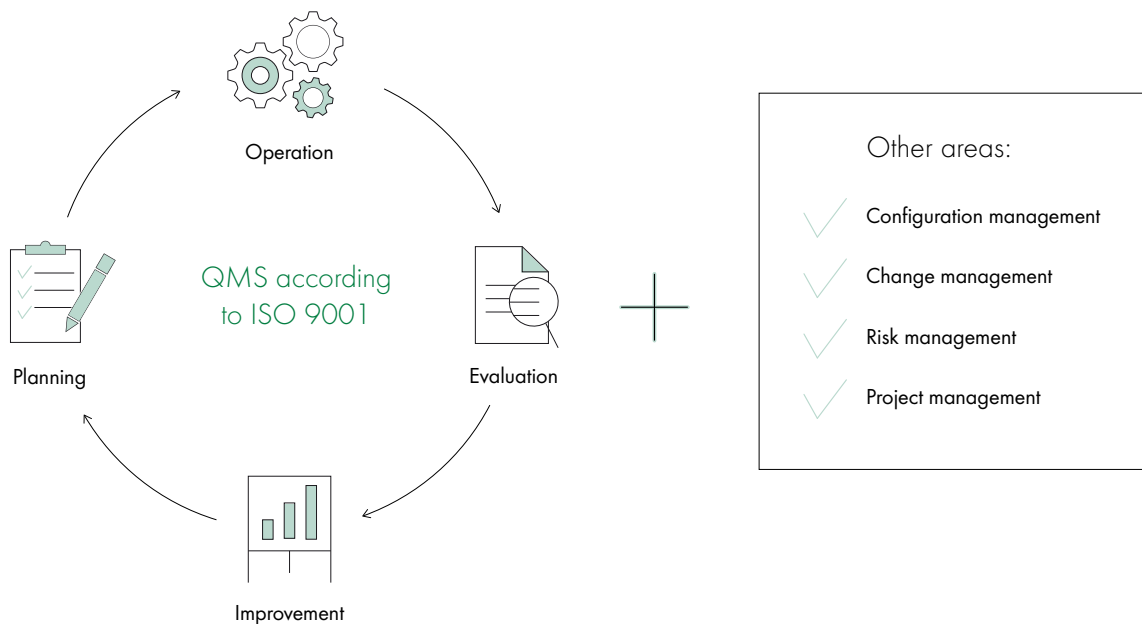 Operation
QMS according
to ISO 9001
Planning
Evaluation
Improvement
Other areas:
Configuration management
Change management
Risk management
Project management